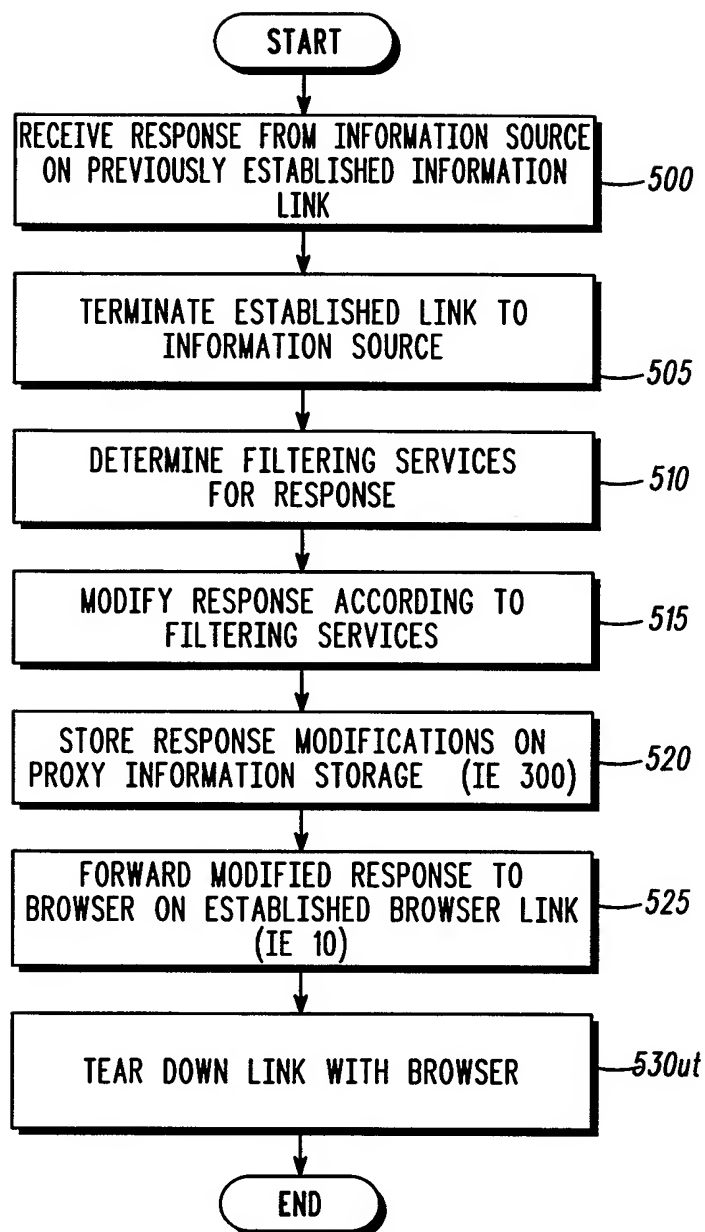 START
RECEIVE RESPONSE FROM INFORMATION SOURCE
ON PREVIOUSLY ESTABLISHED INFORMATION
LINK
500
TERMINATE ESTABLISHED LINK TO
INFORMATION SOURCE
505
DETERMINE FILTERING SERVICES
FOR RESPONSE
510
MODIFY RESPONSE ACCORDING TO
FILTERING SERVICES
515
STORE RESPONSE MODIFICATIONS ON
PROXY INFORMATION STORAGE (IE 300)
520
FORWARD MODIFIED RESPONSE TO
BROWSER ON ESTABLISHED BROWSER LINK
(IE 10)
525
TEAR DOWN LINK WITH BROWSER
530ut
END